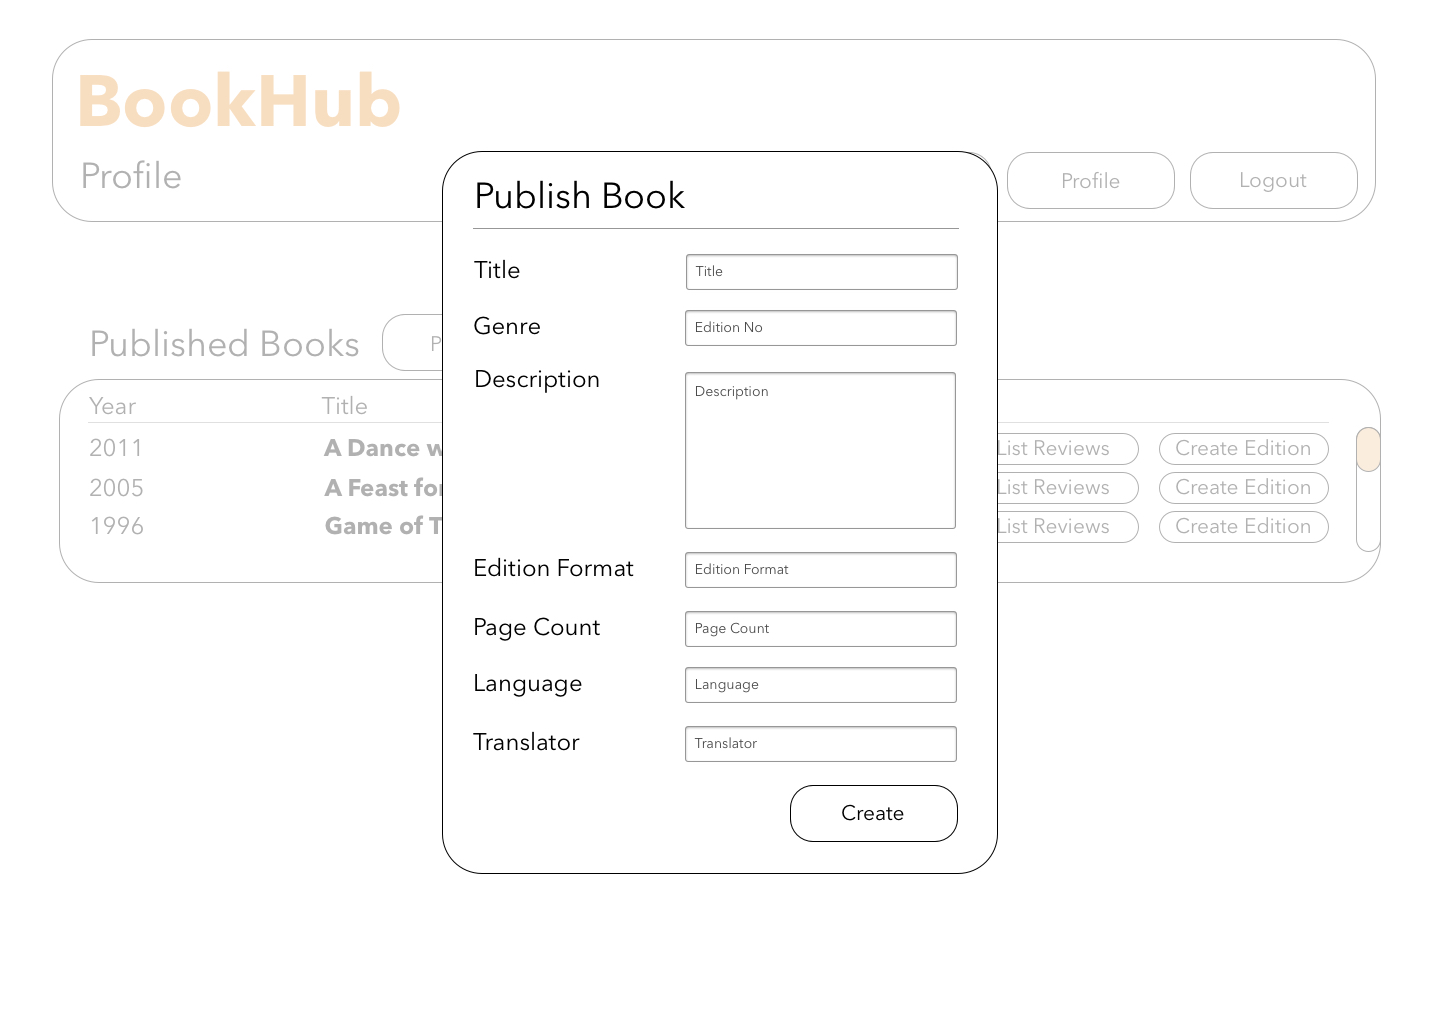 BookHub
Profile
Profile
Logout
Publish Book
Title Title
Genre Edition No
Description Description
Edition Format Edition Format
Page Count Page Count
Language Language
Translator Translator
Create
Published Books
Year Title
2011 A Dance List Reviews Create Edition
2005 A Feast for List Reviews Create Edition
1996 Game of List Reviews Create Edition